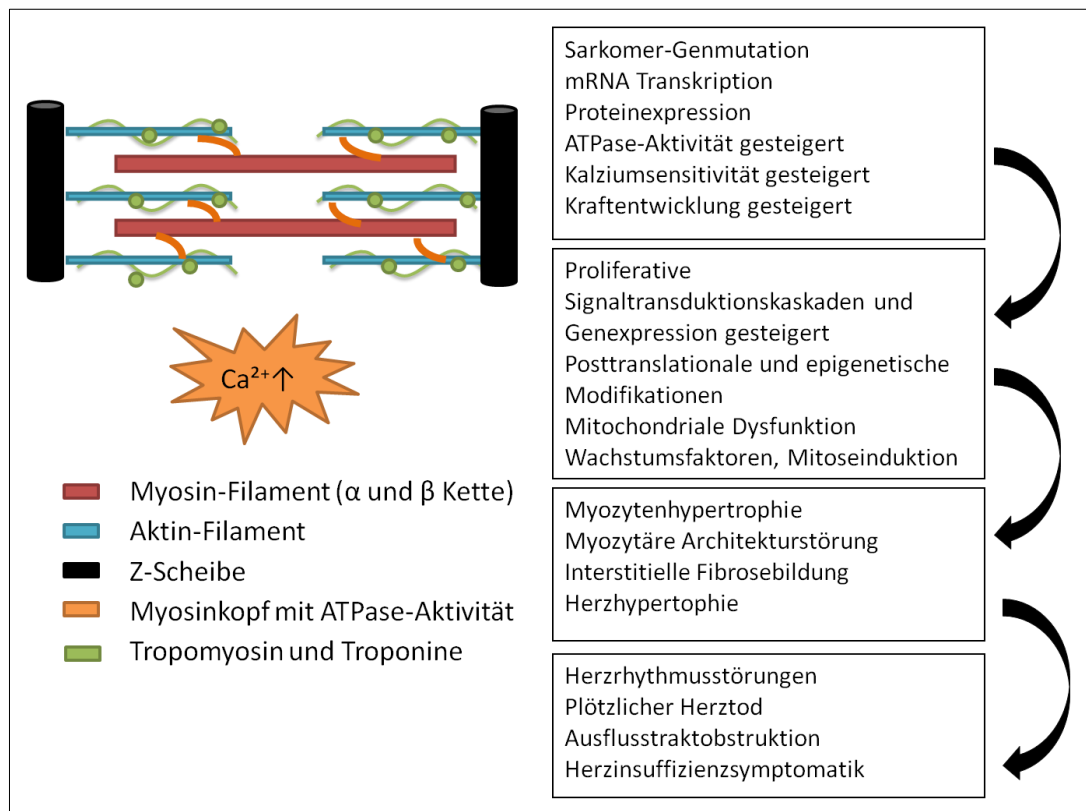 Ca²⁺↑
Myosin-Filament (α und β Kette)
Aktin-Filament
Z-Scheibe
Myosinkopf mit ATPase-Aktivität
Tropomyosin und Troponine
Sarkomer-Genmutation
mRNA Transkription
Proteinexpression
ATPase-Aktivität gesteigert
Kalziumsensitivität gesteigert
Kraftentwicklung gesteigert
Proliferative
Signaltransduktionskaskaden und
Genexpression gesteigert
Posttranslationale und epigenetische
Modifikationen
Mitochondriale Dysfunktion
Wachstumsfaktoren, Mitoseinduktion
Myozytenhypertrophie
Myozytäre Architekturstörung
Interstitielle Fibrosebildung
Herzhypertophie
Herzrhythmusstörungen
Plötzlicher Herztod
Ausflusstraktobstruktion
Herzinsuffizienzsymptomatik